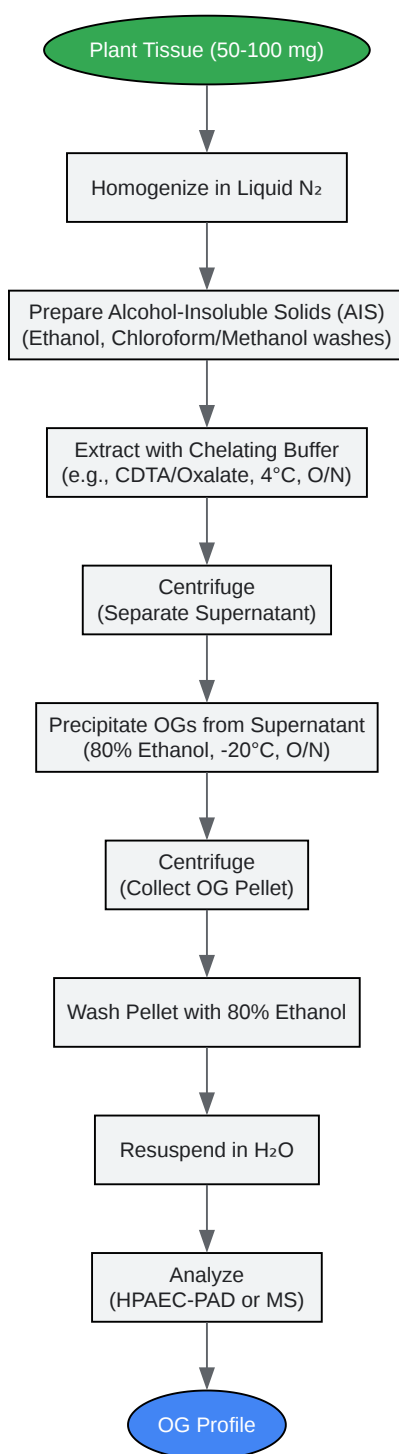 Plant Tissue (50-100 mg)
Homogenize in Liquid N₂
Prepare Alcohol-Insoluble Solids (AIS)
(Ethanol, Chloroform/Methanol washes)
Extract with Chelating Buffer
(e.g., CDTA/Oxalate, 4°C, O/N)
Centrifuge
(Separate Supernatant)
Precipitate OGs from Supernatant
(80% Ethanol, -20°C, O/N)
Centrifuge
(Collect OG Pellet)
Wash Pellet with 80% Ethanol
Resuspend in H₂O
Analyze
(HPAEC-PAD or MS)
OG Profile